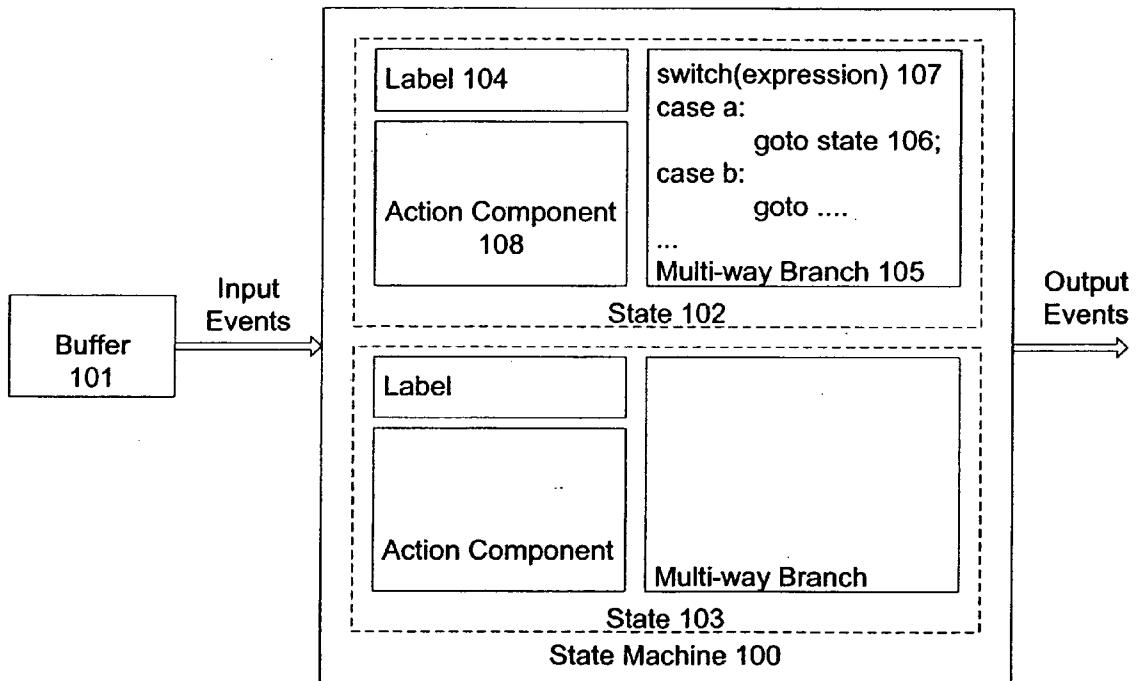 Buffer
101
Input
Events
Label 104
Action Component
108
switch(expression) 107
case a:
goto state 106;
case b:
goto ....
...
Multi-way Branch 105
State 102
Label
Action Component
Multi-way Branch
State 103
State Machine 100
Output
Events